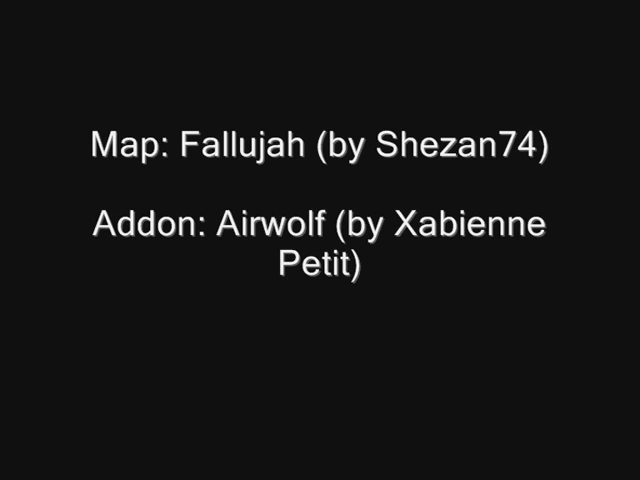 Map: Fallujah (by Shezan74)
Addon: Airwolf (by Xabienne
Petit)